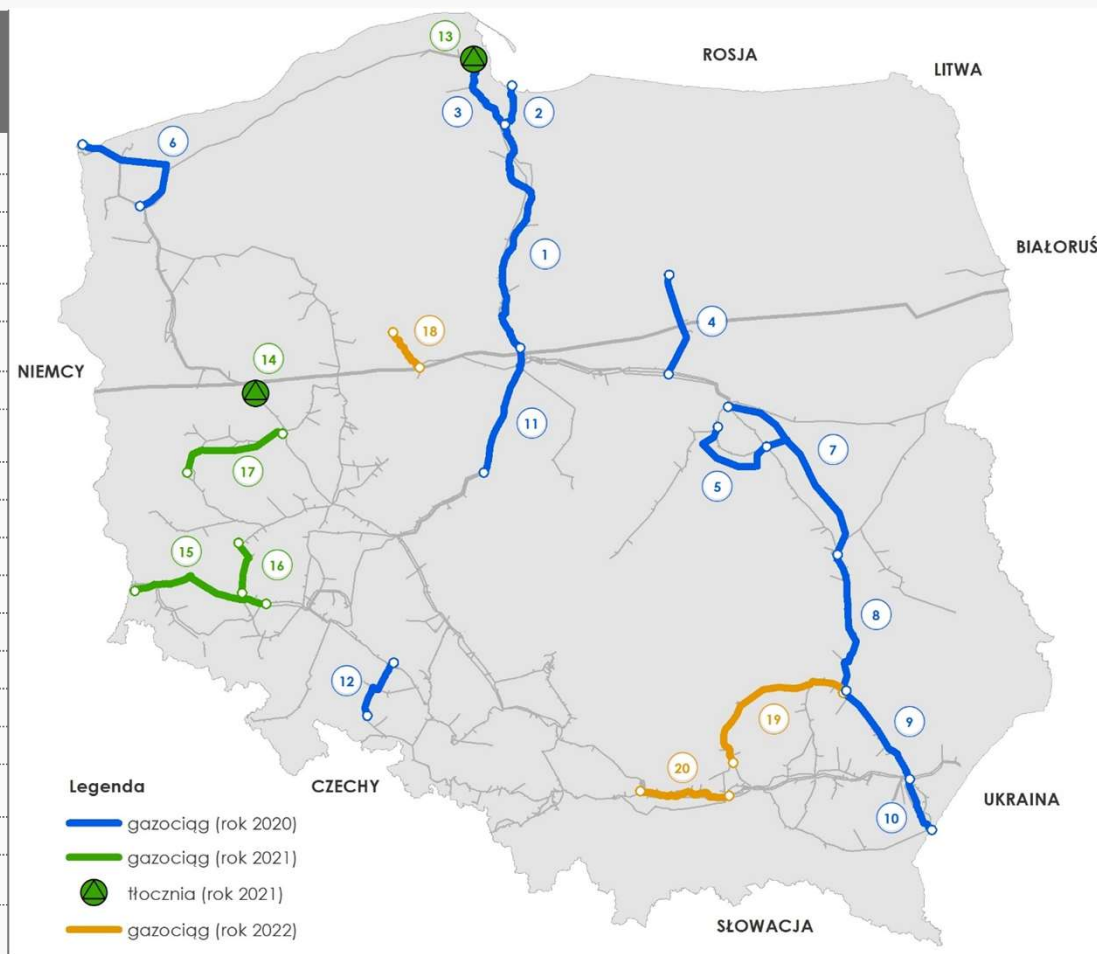 13
ROSJA
LITWA
3
2
6
BIAŁORUŚ
1
4
18
NIEMCY
14
11
7
17
5
15
16
8
12
9
19
20
Legenda
CZECHY
UKRAINA
10
gazociąg (rok 2020)
gazociąg (rok 2021)
tłocznia (rok 2021)
gazociąg (rok 2022)
SŁOWACJA